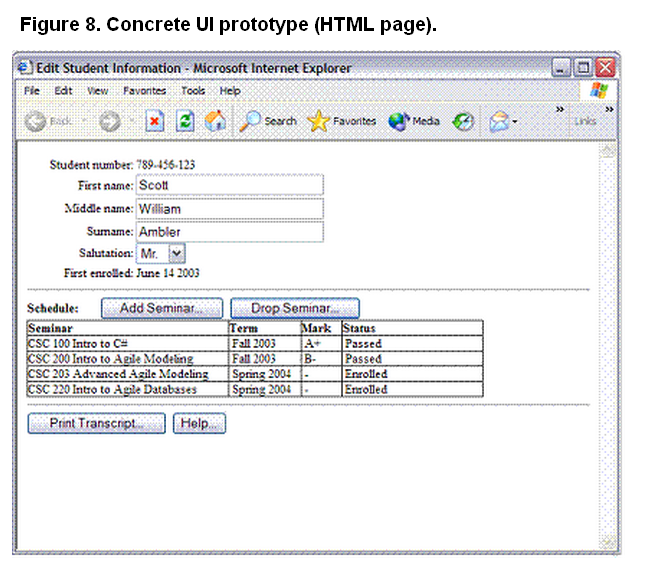 Figure 8. Concrete UI prototype (HTML page).
Edit Student Information - Microsoft Internet Explorer
File Edit View Favorites Tools Help
Back Search Favorites Media » Links »
Student number: 789-456-123
First name: Scott
Middle name: William
Surname: Ambler
Salutation: Mr.
First enrolled: June 14 2003
Schedule: Add Seminar... Drop Seminar...
Seminar Term Mark Status
CSC 100 Intro to C# Fall 2003 A+ Passed
CSC 200 Intro to Agile Modeling Fall 2003 B- Passed
CSC 203 Advanced Agile Modeling Spring 2004 - Enrolled
CSC 220 Intro to Agile Databases Spring 2004 - Enrolled
Print Transcript... Help...